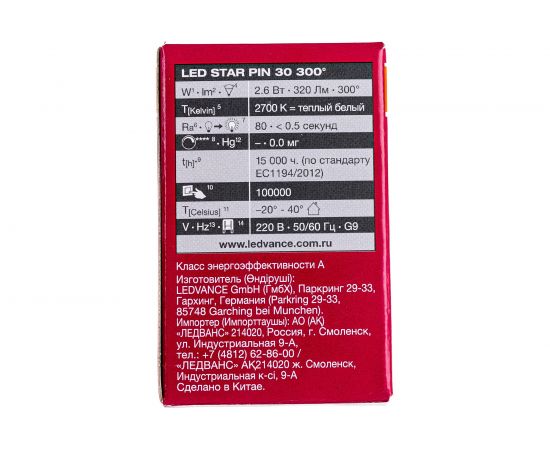 LED STAR PIN 30 300°
W¹ · lm² · 4 2.6 Вт · 320 Лм · 300°
T[Kelvin] 5 2700 K = теплый белый
Ra⁶ · 7 80 · < 0.5 секунд
**** 8 · Hg¹² – · 0.0 мг
t[h]·⁹ 15 000 ч. (по стандарту
EC1194/2012)
10 100000
T[Celsius] 11 –20° - 40°
V · Hz¹³ · 14 220 В · 50/60 Гц · G9
www.ledvance.com.ru
Класс энергоэффективности А
Изготовитель (Өндіруші):
LEDVANCE GmbH (ГмбХ), Паркринг 29-33,
Гархинг, Германия (Parkring 29-33,
85748 Garching bei Munchen).
Импортер (Импорттаушы): АО (АҚ)
«ЛЕДВАНС» 214020, Россия, г. Смоленск,
ул. Индустриальная 9-А,
тел.: +7 (4812) 62-86-00 /
«ЛЕДВАНС» АҚ214020 ж. Смоленск,
Индустриальная к-сі, 9-А
Сделано в Китае.